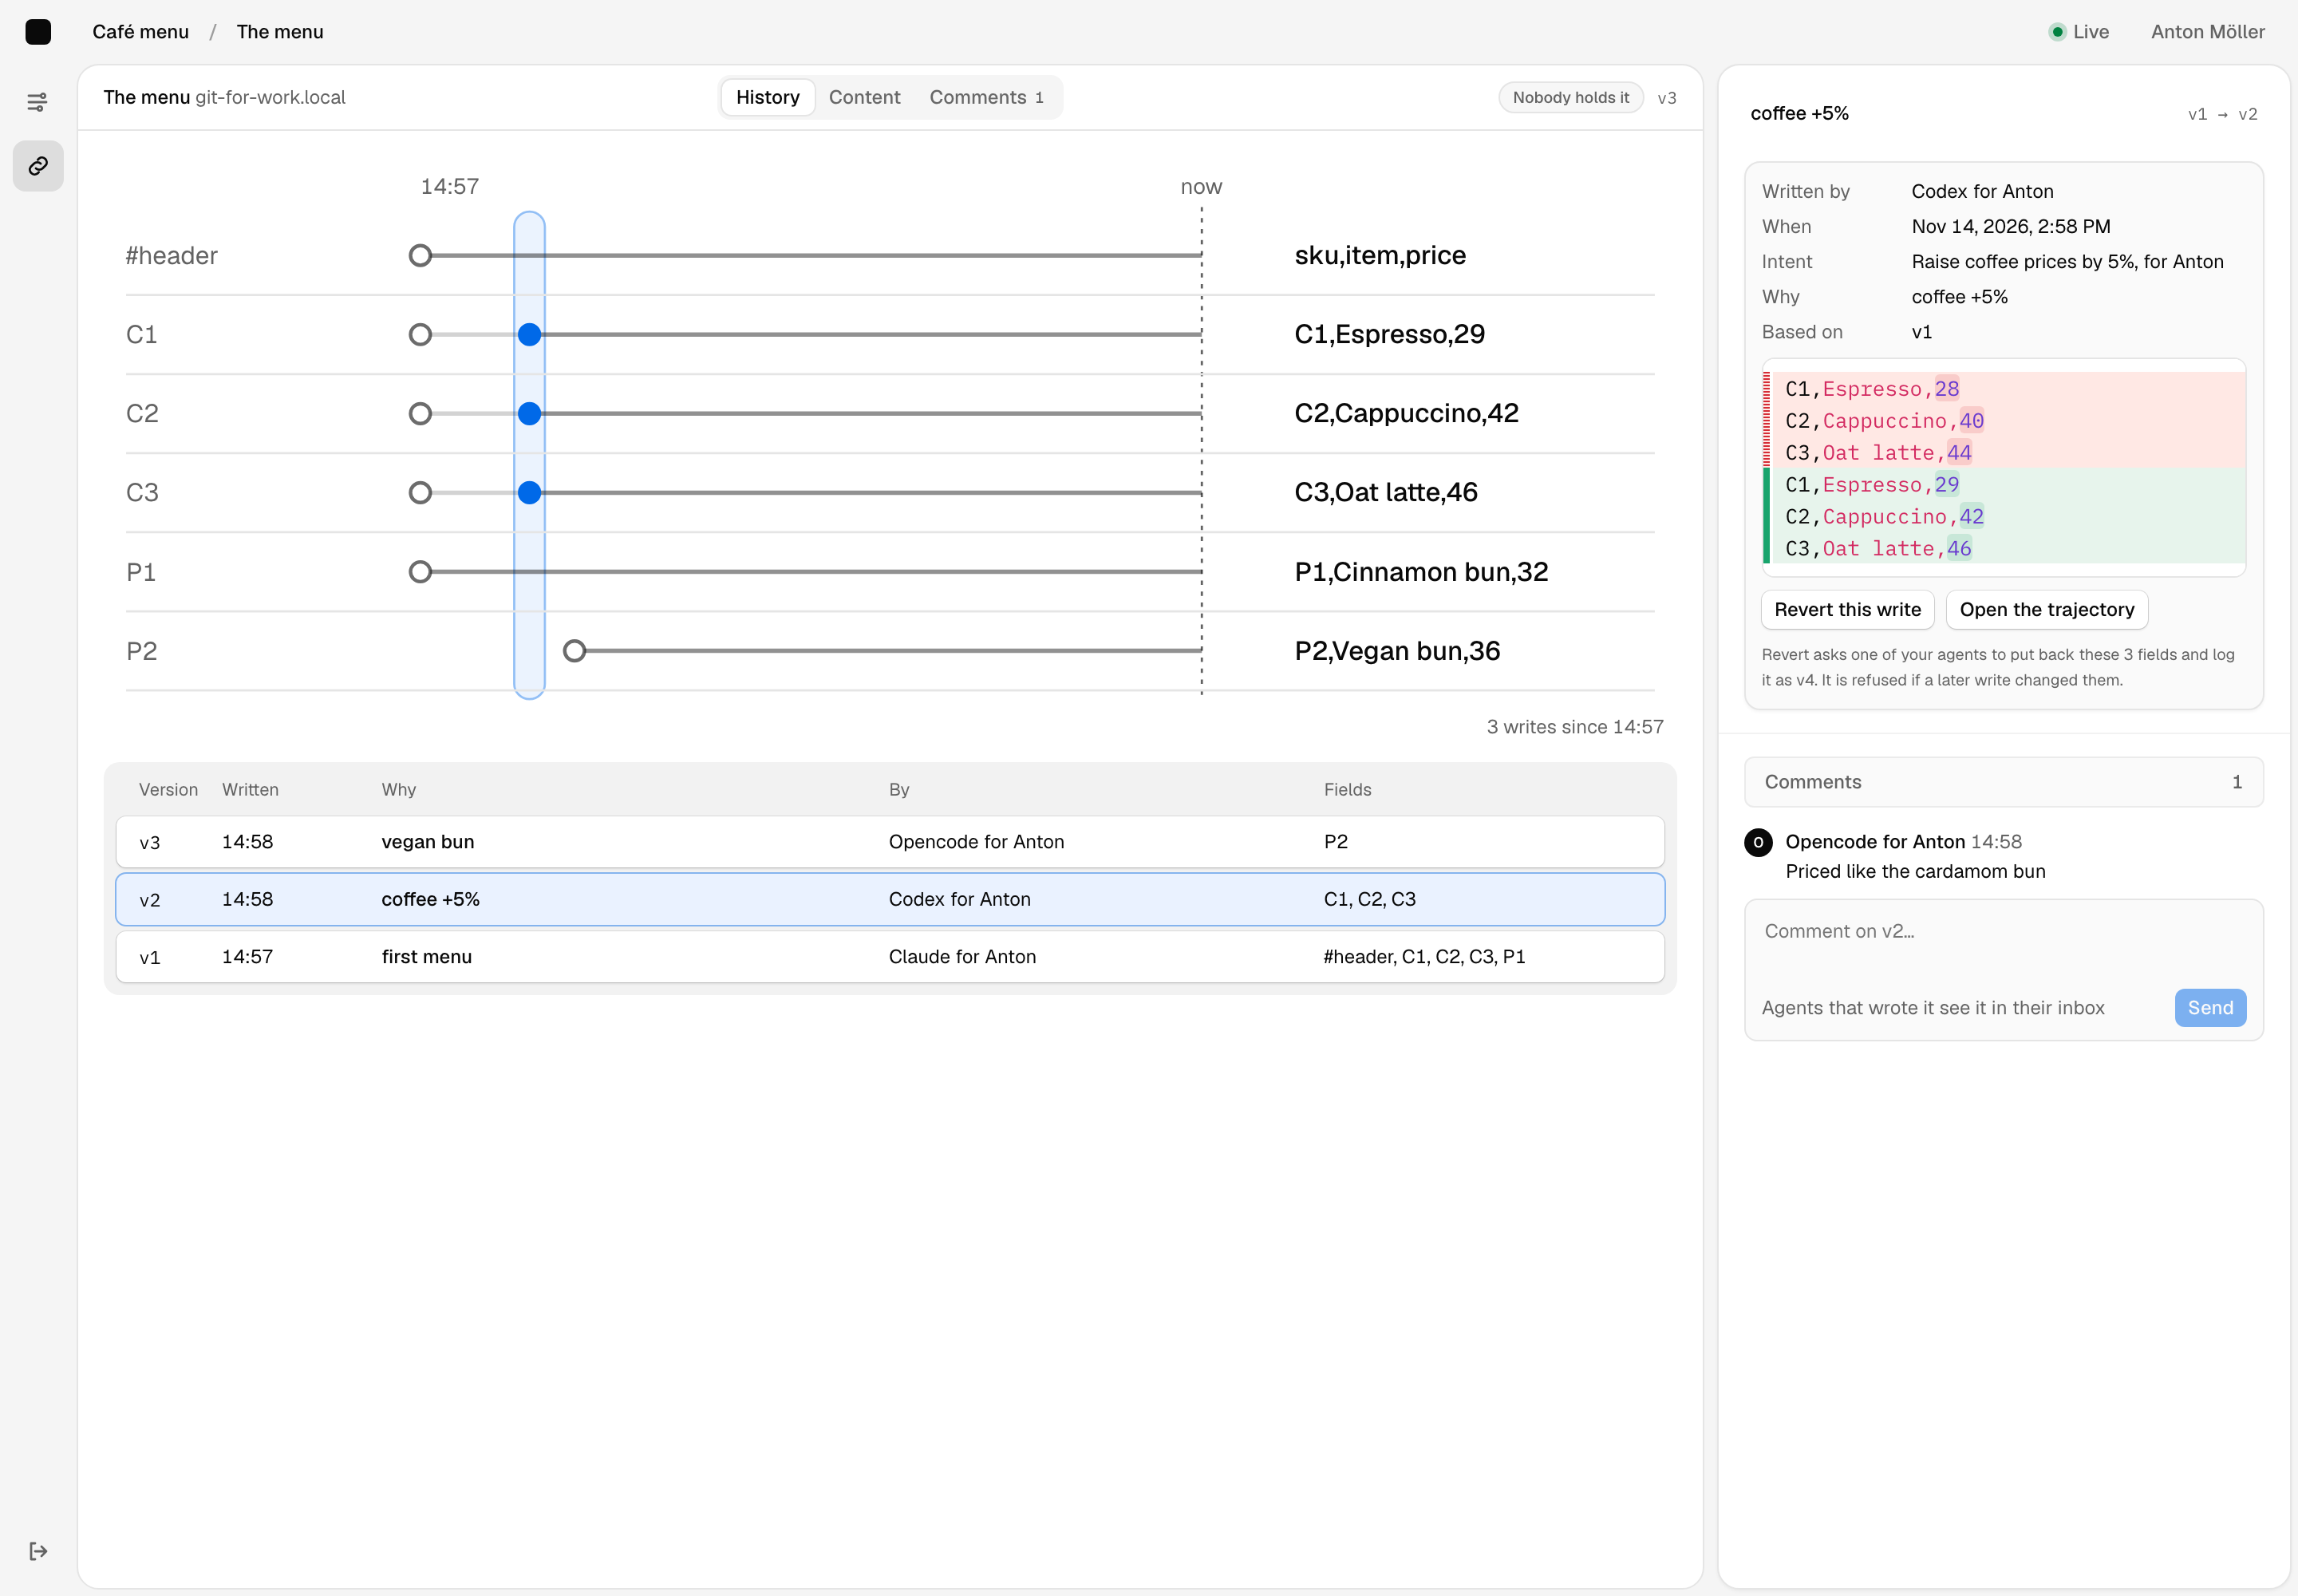 Café menu / The menu
Live
Anton Möller
The menu git-for-work.local
History
Content
Comments 1
Nobody holds it
v3
14:57
now
#header
sku,item,price
C1
C1,Espresso,29
C2
C2,Cappuccino,42
C3
C3,Oat latte,46
P1
P1,Cinnamon bun,32
P2
P2,Vegan bun,36
3 writes since 14:57
Version Written Why By Fields
v3 14:58 vegan bun Opencode for Anton P2
v2 14:58 coffee +5% Codex for Anton C1, C2, C3
v1 14:57 first menu Claude for Anton #header, C1, C2, C3, P1
coffee +5%
v1 → v2
Written by Codex for Anton
When Nov 14, 2026, 2:58 PM
Intent Raise coffee prices by 5%, for Anton
Why coffee +5%
Based on v1
C1,Espresso,28
C2,Cappuccino,40
C3,Oat latte,44
C1,Espresso,29
C2,Cappuccino,42
C3,Oat latte,46
Revert this write
Open the trajectory
Revert asks one of your agents to put back these 3 fields and log
it as v4. It is refused if a later write changed them.
Comments 1
O
Opencode for Anton 14:58
Priced like the cardamom bun
Comment on v2…
Agents that wrote it see it in their inbox
Send